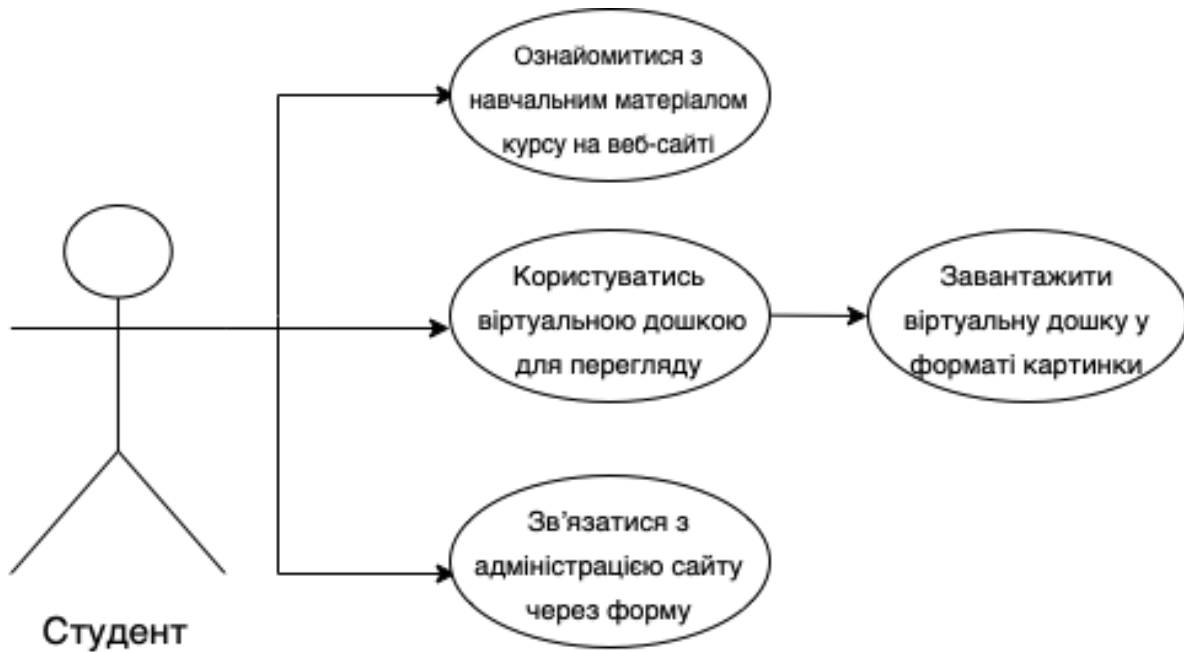 Ознайомитися з
навчальним матеріалом
курсу на веб-сайті
Користуватись
віртуальною дошкою
для перегляду
Завантажити
віртуальну дошку у
форматі картинки
Зв'язатися з
адміністрацією сайту
через форму
Студент